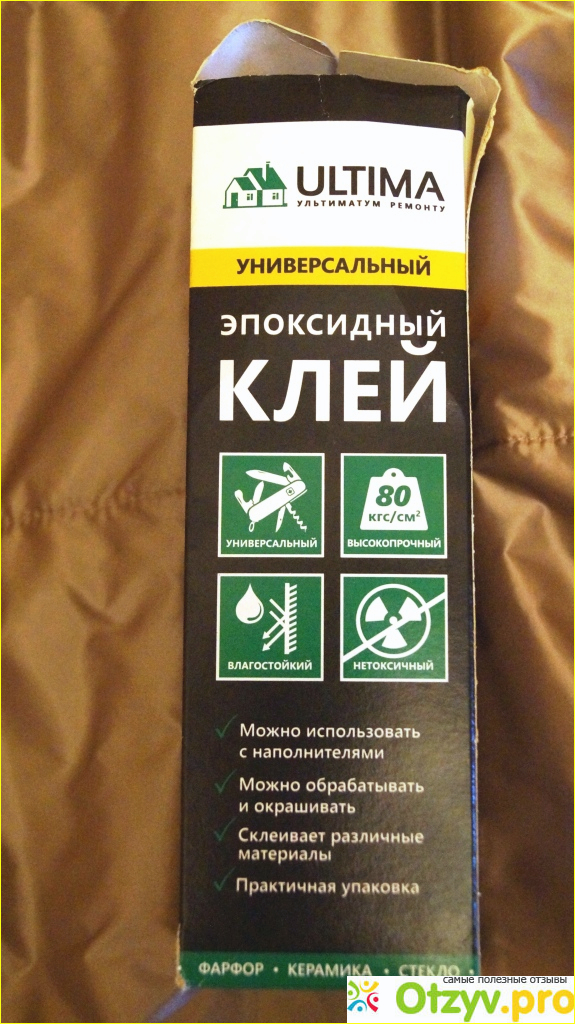 ULTIMA
УЛЬТИМАТУМ РЕМОНТУ
УНИВЕРСАЛЬНЫЙ
ЭПОКСИДНЫЙ
КЛЕЙ
УНИВЕРСАЛЬНЫЙ
80
КГС/СМ²
ВЫСОКОПРОЧНЫЙ
ВЛАГОСТОЙКИЙ
НЕТОКСИЧНЫЙ
Можно использовать
с наполнителями
Можно обрабатывать
и окрашивать
Склеивает различные
материалы
Практичная упаковка
• ФАРФОР • КЕРАМИКА • СТЕКЛО •
самые полезные отзывы
Otzyv.pro